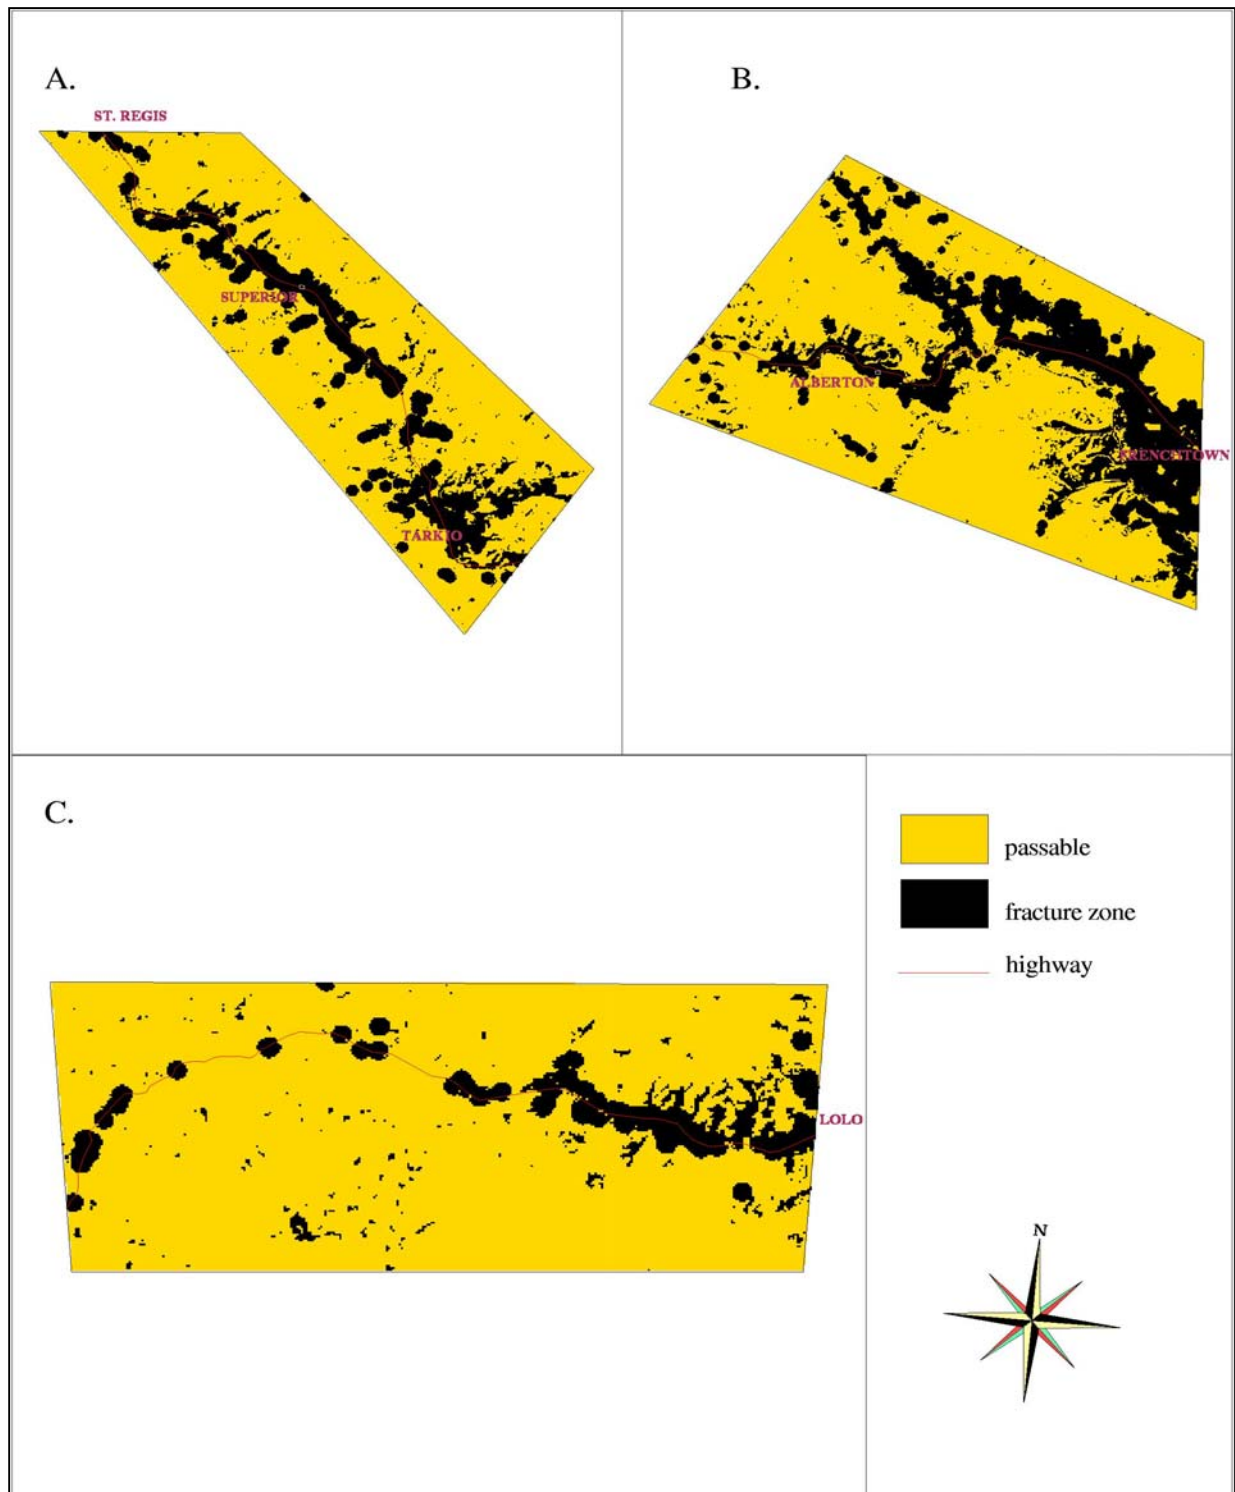 A.
ST. REGIS
SUPERIOR
TARKIO
B.
ALBERTON
FRENCHTOWN
C.
LOLO
passable
fracture zone
highway
N